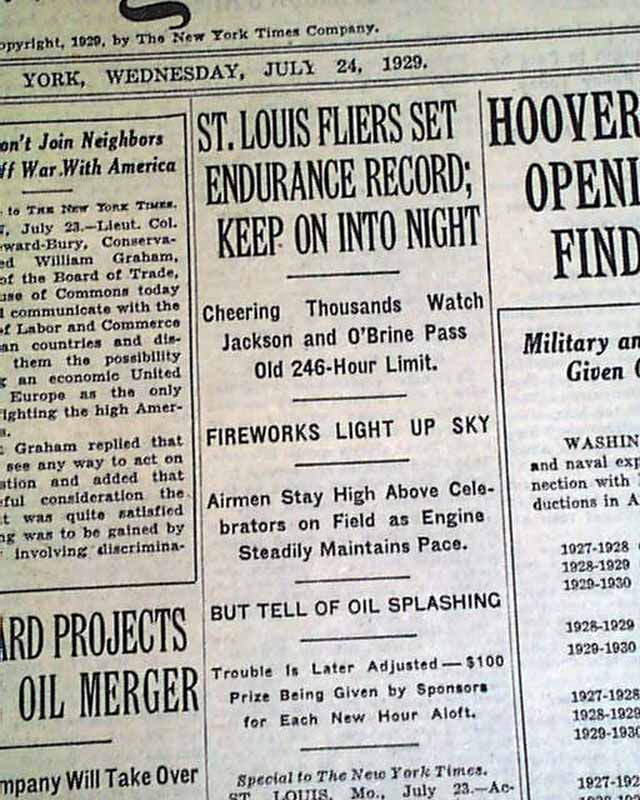 opyright, 1929, by The New York Times Company.
YORK, WEDNESDAY, JULY 24, 1929.
on't Join Neighbors
ff War With America
to THE NEW YORK TIMES.
, July 23.—Lieut. Col.
ward-Bury, Conserva-
ed William Graham,
of the Board of Trade,
use of Commons today
l communicate with the
of Labor and Commerce
an countries and dis-
them the possibility
g an economic United
Europe as the only
ighting the high Amer-
s.
Graham replied that
see any way to act on
ation and added that
ful consideration the
t was quite satisfied
ng was to be gained by
involving discrimina-
ARD PROJECTS
OIL MERGER
mpany Will Take Over
ST. LOUIS FLIERS SET
ENDURANCE RECORD;
KEEP ON INTO NIGHT
Cheering Thousands Watch
Jackson and O'Brine Pass
Old 246-Hour Limit.
FIREWORKS LIGHT UP SKY
Airmen Stay High Above Cele-
brators on Field as Engine
Steadily Maintains Pace.
BUT TELL OF OIL SPLASHING
Trouble Is Later Adjusted—$100
Prize Being Given by Sponsors
for Each New Hour Aloft.
Special to The New York Times.
ST. LOUIS, Mo., July 23.—Ac-
HOOVER
OPENI
FIND
Military an
Given
WASHIN
and naval exp
nection with
ductions in A
1927-1928
1928-1929
1929-1930
1928-1929
1929-1930
1927-1928
1928-1929
1929-1930
1927-192